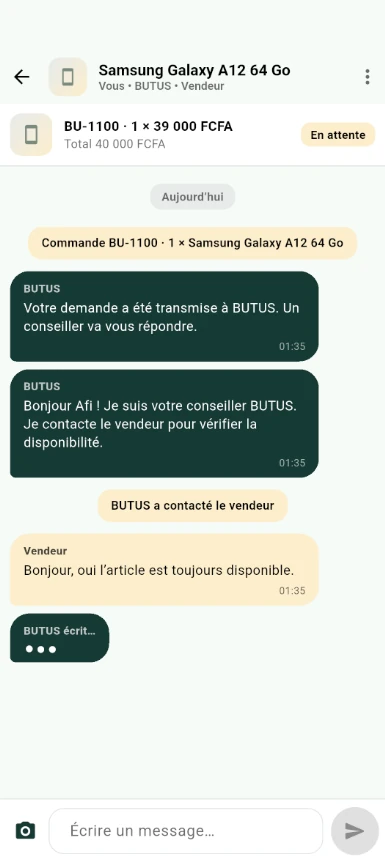 Samsung Galaxy A12 64 Go
Vous • BUTUS • Vendeur
BU-1100 · 1 × 39 000 FCFA
Total 40 000 FCFA
En attente
Aujourd'hui
Commande BU-1100 · 1 × Samsung Galaxy A12 64 Go
BUTUS
Votre demande a été transmise à BUTUS. Un
conseiller va vous répondre.
01:35
BUTUS
Bonjour Afi ! Je suis votre conseiller BUTUS.
Je contacte le vendeur pour vérifier la
disponibilité.
01:35
BUTUS a contacté le vendeur
Vendeur
Bonjour, oui l'article est toujours disponible.
01:35
BUTUS écrit…
Écrire un message…